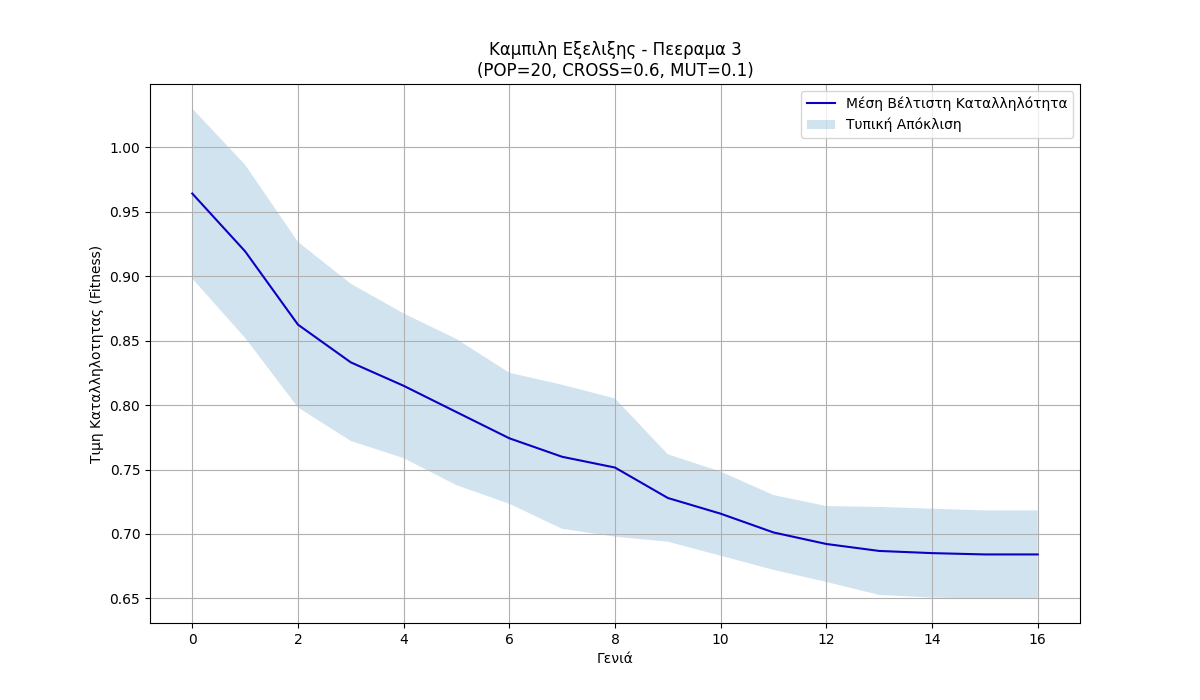 Καμπιλη Εξελιξης - Πεεραμα 3
(POP=20, CROSS=0.6, MUT=0.1)
Μέση Βέλτιστη Καταλληλότητα
Τυπική Απόκλιση
Τιμη Καταλληλοτητας (Fitness)
1.00
0.95
0.90
0.85
0.80
0.75
0.70
0.65
0 2 4 6 8 10 12 14 16
Γενιά